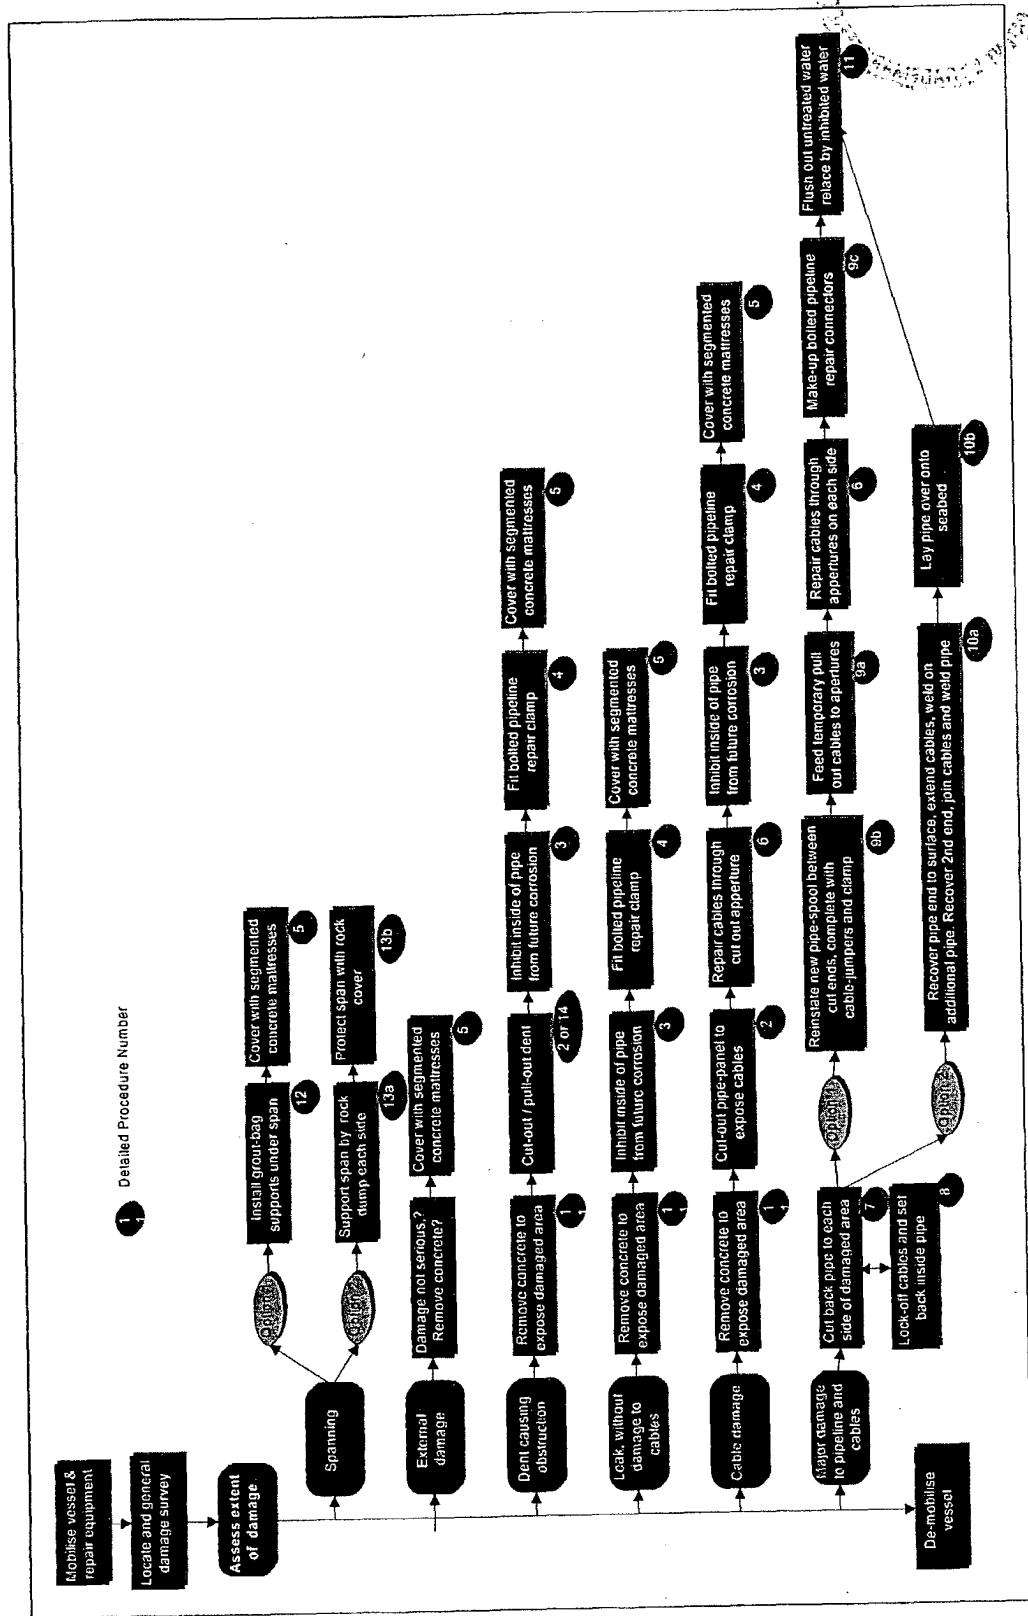 1
Detailed Procedure Number
Mobilise vessel &
repair equipment
Locate and general
damage survey
Assess extent
of damage.
Spanning
Install grout-bag
supports under span
12
Cover with segmented
concrete mattresses
5
Support span by rock
dump each side
13a
Protect span with rock
cover
13b
External
damage
Damage not serious,?
Remove concrete?
Cover with segmented
concrete mattresses
5
Dent causing
obstruction
Remove concrete to
expose damaged area
1
Cut-out / pull-out dent
2 or 14
Inhibit inside of pipe
from future corrosion
3
Fit bolted pipeline
repair clamp
4
Cover with segmented
concrete mattresses
5
Leak, without
damage to
cables
Remove concrete to
expose damaged area
1
Inhibit inside of pipe
from future corrosion
3
Fit bolted pipeline
repair clamp
4
Cover with segmented
concrete mattresses
5
Cable damage
Remove concrete to
expose damaged area
1
Cut-out pipe-panel to
expose cables
2
Repair cables through
cut out apperture
6
Inhibit inside of pipe
from future corrosion
3
Fit bolted pipeline
repair clamp
4
Cover with segmented
concrete mattresses
5
Major damage
to pipeline and
cables
Cut back pipe to each
side of damaged area
7
Lock-off cables and set
back inside pipe
8
Reinstate new pipe-spool between
cut ends, complete with
cable-jumpers and clamp
9b
Feed temporary pull
out cables to apertures
9a
Repair cables through
appertures on each side
6
Make-up bolted pipeline
repair connectors
9c
Flush out untreated water
relace by inhibited water
11
Recover pipe end to surface, extend cables, weld on
additional pipe. Recover 2nd end, join cables and weld pipe
10a
Lay pipe over onto
seabed
10b
De-mobilise
vessel